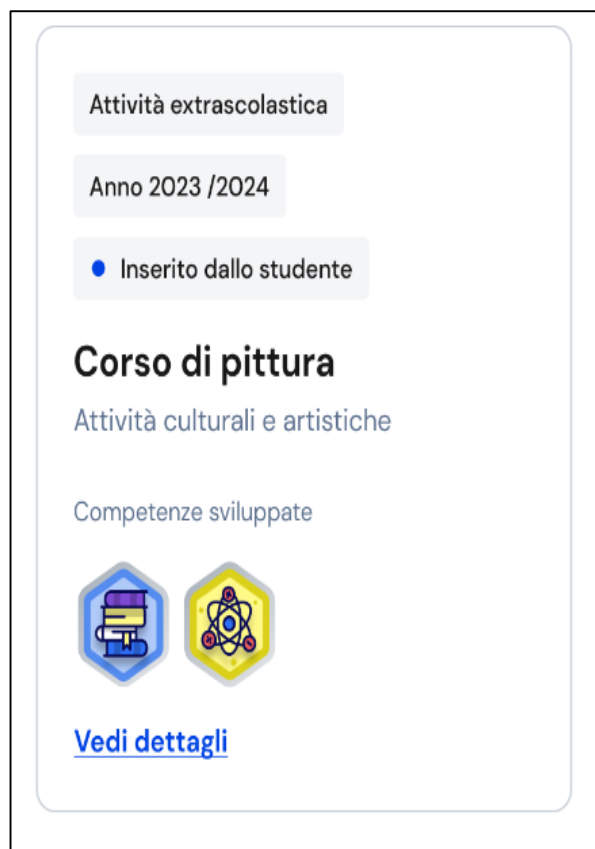 Attività extrascolastica
Anno 2023 /2024
Inserito dallo studente
Corso di pittura
Attività culturali e artistiche
Competenze sviluppate
Vedi dettagli